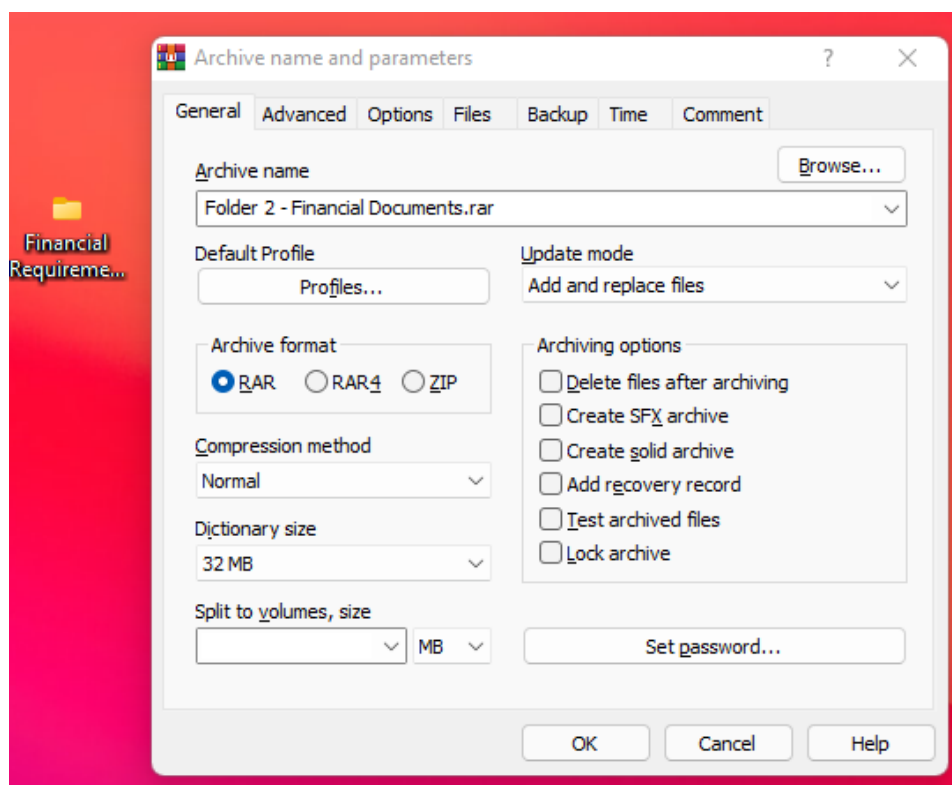 Archive name and parameters
?
General
Advanced
Options
Files
Backup
Time
Comment
Archive name
Browse...
Folder 2 - Financial Documents.rar
Financial
Requireme...
Default Profile
Profiles...
Update mode
Add and replace files
Archive format
RAR
RAR4
ZIP
Archiving options
Delete files after archiving
Create SFX archive
Create solid archive
Add recovery record
Test archived files
Lock archive
Compression method
Normal
Dictionary size
32 MB
Split to volumes, size
MB
Set password...
OK
Cancel
Help